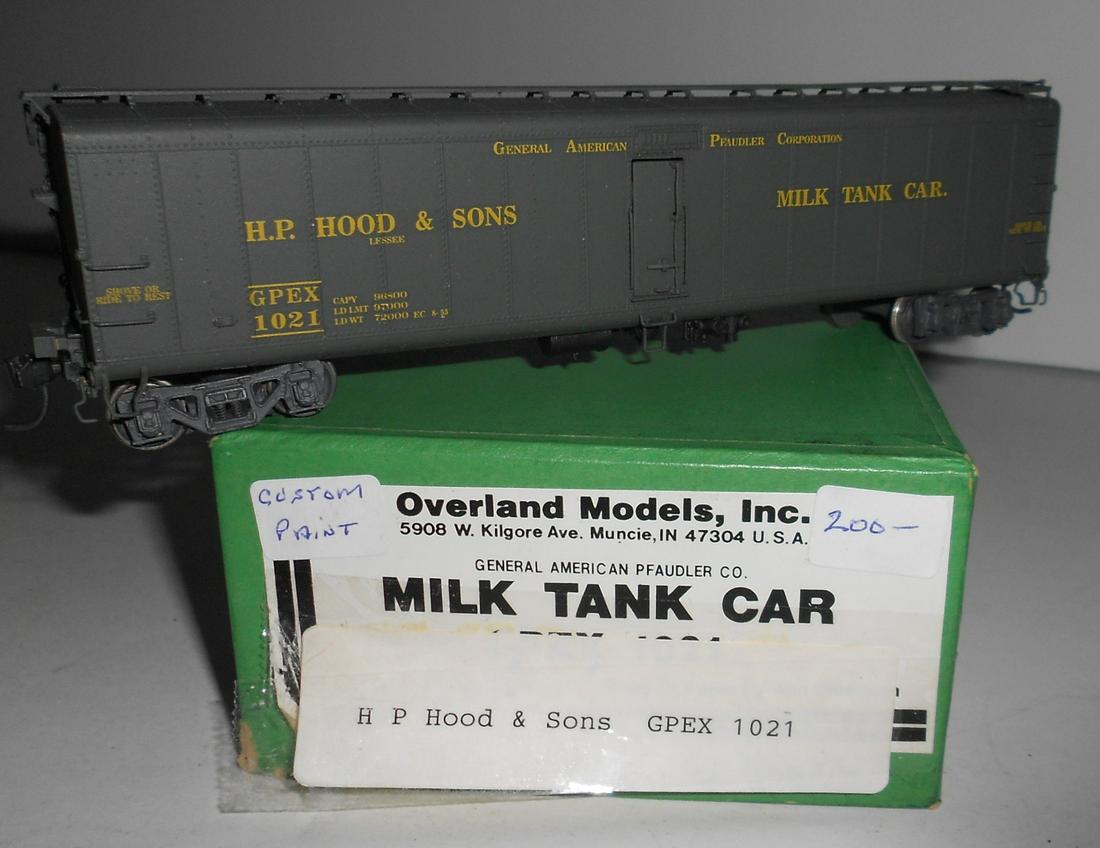 GENERAL AMERICAN PFAUDLER CORPORATION
H.P. HOOD & SONS
LESSEE
MILK TANK CAR.
SHOVE OR
RIDE TO REST
GPEX
1021
CAPY 96800
LD LMT 97000
LD WT 72000 EC 8-55
CUSTOM
PAINT
Overland Models, Inc.
5908 W. Kilgore Ave. Muncie, IN 47304 U.S.A.
200-
GENERAL AMERICAN PFAUDLER CO.
MILK TANK CAR
H P Hood & Sons GPEX 1021